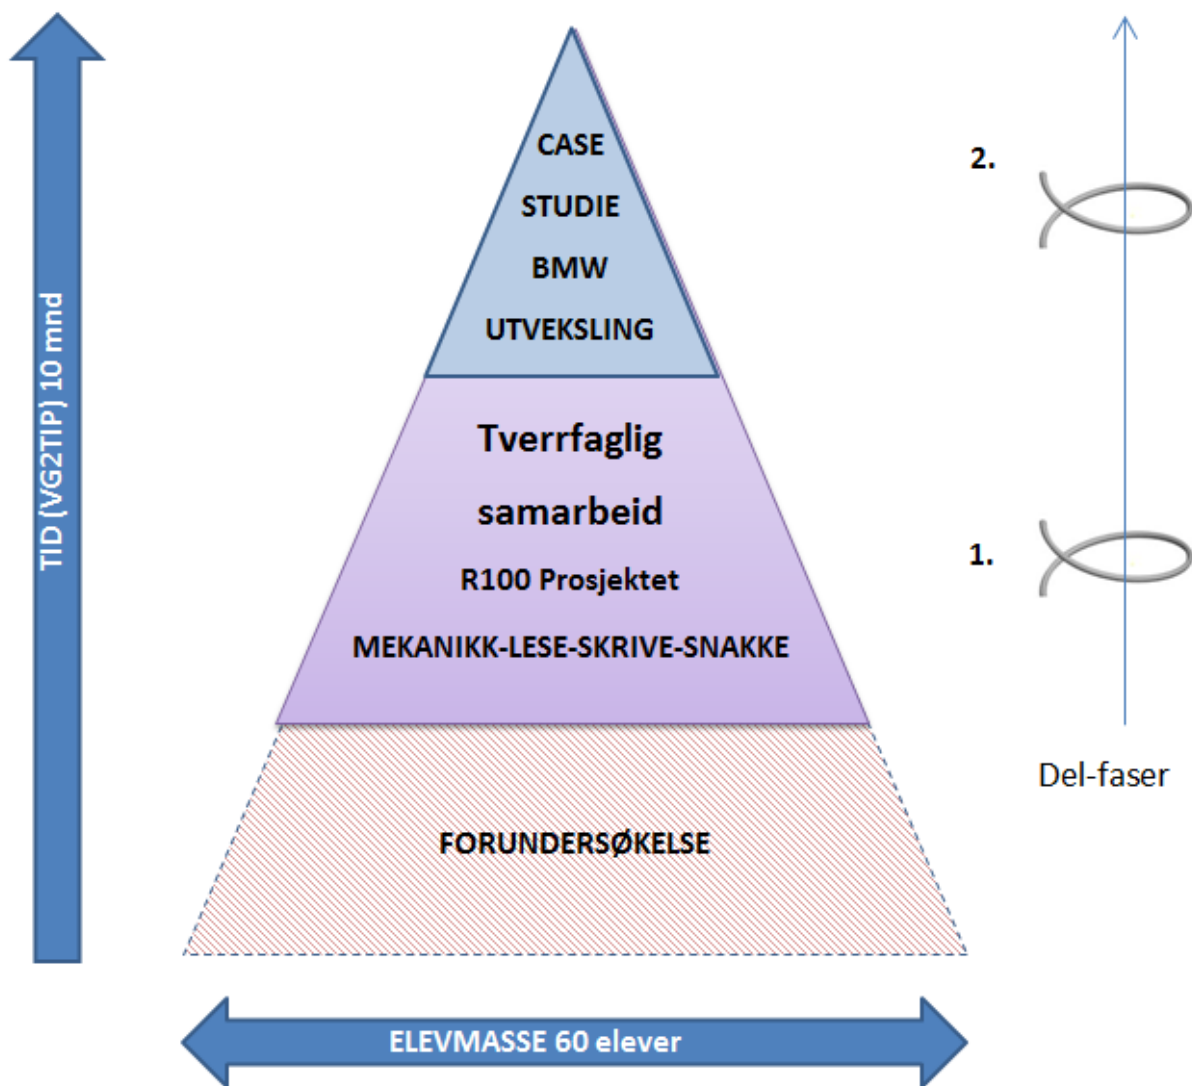 CASE
STUDIE
BMW
UTVEKSLING
Tverrfaglig
samarbeid
R100 Prosjektet
MEKANIKK-LESE-SKRIVE-SNAKKE
FORUNDERSØKELSE
TID (VG2TIP) 10 mnd
ELEVMASSE 60 elever
2.
1.
Del-faser